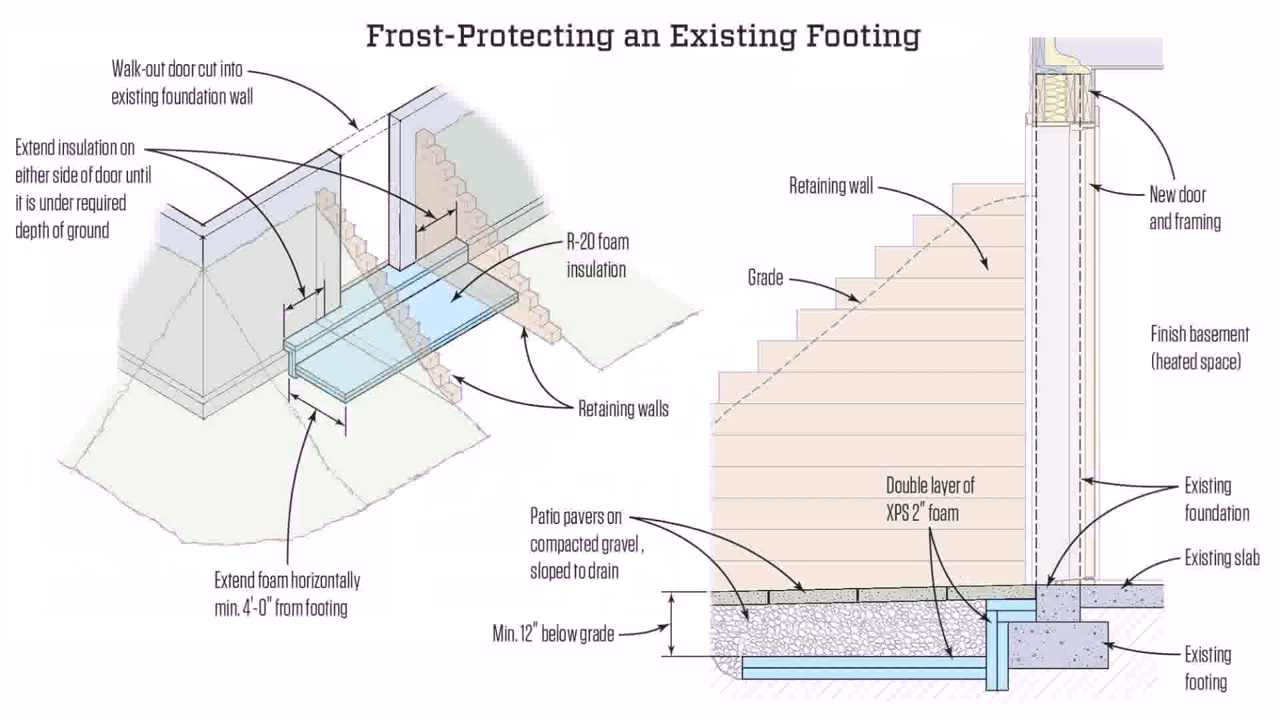 Frost-Protecting an Existing Footing
Walk-out door cut into
existing foundation wall
Extend insulation on
either side of door until
it is under required
depth of ground
R-20 foam
insulation
Retaining walls
Extend foam horizontally
min. 4'-0" from footing
Retaining wall
Grade
New door
and framing
Finish basement
(heated space)
Double layer of
XPS 2" foam
Patio pavers on
compacted gravel,
sloped to drain
Min. 12" below grade
Existing
foundation
Existing slab
Existing
footing